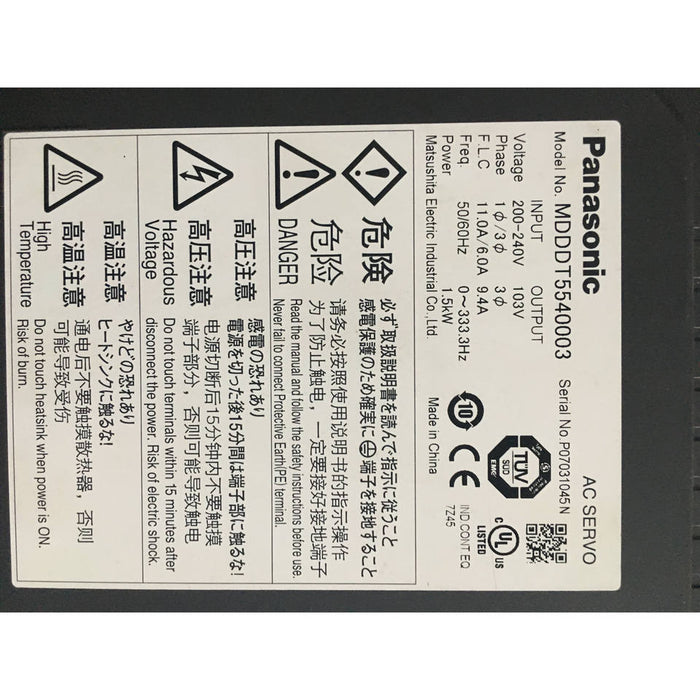 Panasonic
AC SERVO
Model No. MDDDT5540003
Serial No.P07031045N
INPUT OUTPUT
Voltage 200-240V 103V
Phase 1ϕ/3ϕ 3ϕ
F.L.C 11.0A/6.0A 9.4A
Freq. 50/60Hz 0～333.3Hz
Power 1.5kW
Matsushita Electric Industrial Co.,Ltd.
Made in China
10
CE
TÜV
SÜD
EMC
C UL US
LISTED
IND.CONT.EQ.
7Z45
危険
必ず取扱説明書を読んで指示に従うこと
感電保護のため確実に端子を接地すること
危险
请务必按照使用说明书的指示操作
为了防止触电，一定要接好接地端子
DANGER
Read the manual and follow the safety instructions before use.
Never fail to connect Protective Earth(PE) terminal.
高圧注意
感電の恐れあり
電源を切った後15分間は端子部に触るな!
高压注意
电源切断后15分钟内不要触摸
端子部分，否则可能导致触电
Hazardous
Voltage
Do not touch terminals within 15 minutes after
disconnect the power. Risk of electric shock.
高温注意
やけどの恐れあり
ヒートシンクに触るな!
高温注意
通电后不要触摸散热器，否则
可能导致受伤
High
Temperature
Do not touch heatsink when power is ON.
Risk of burn.